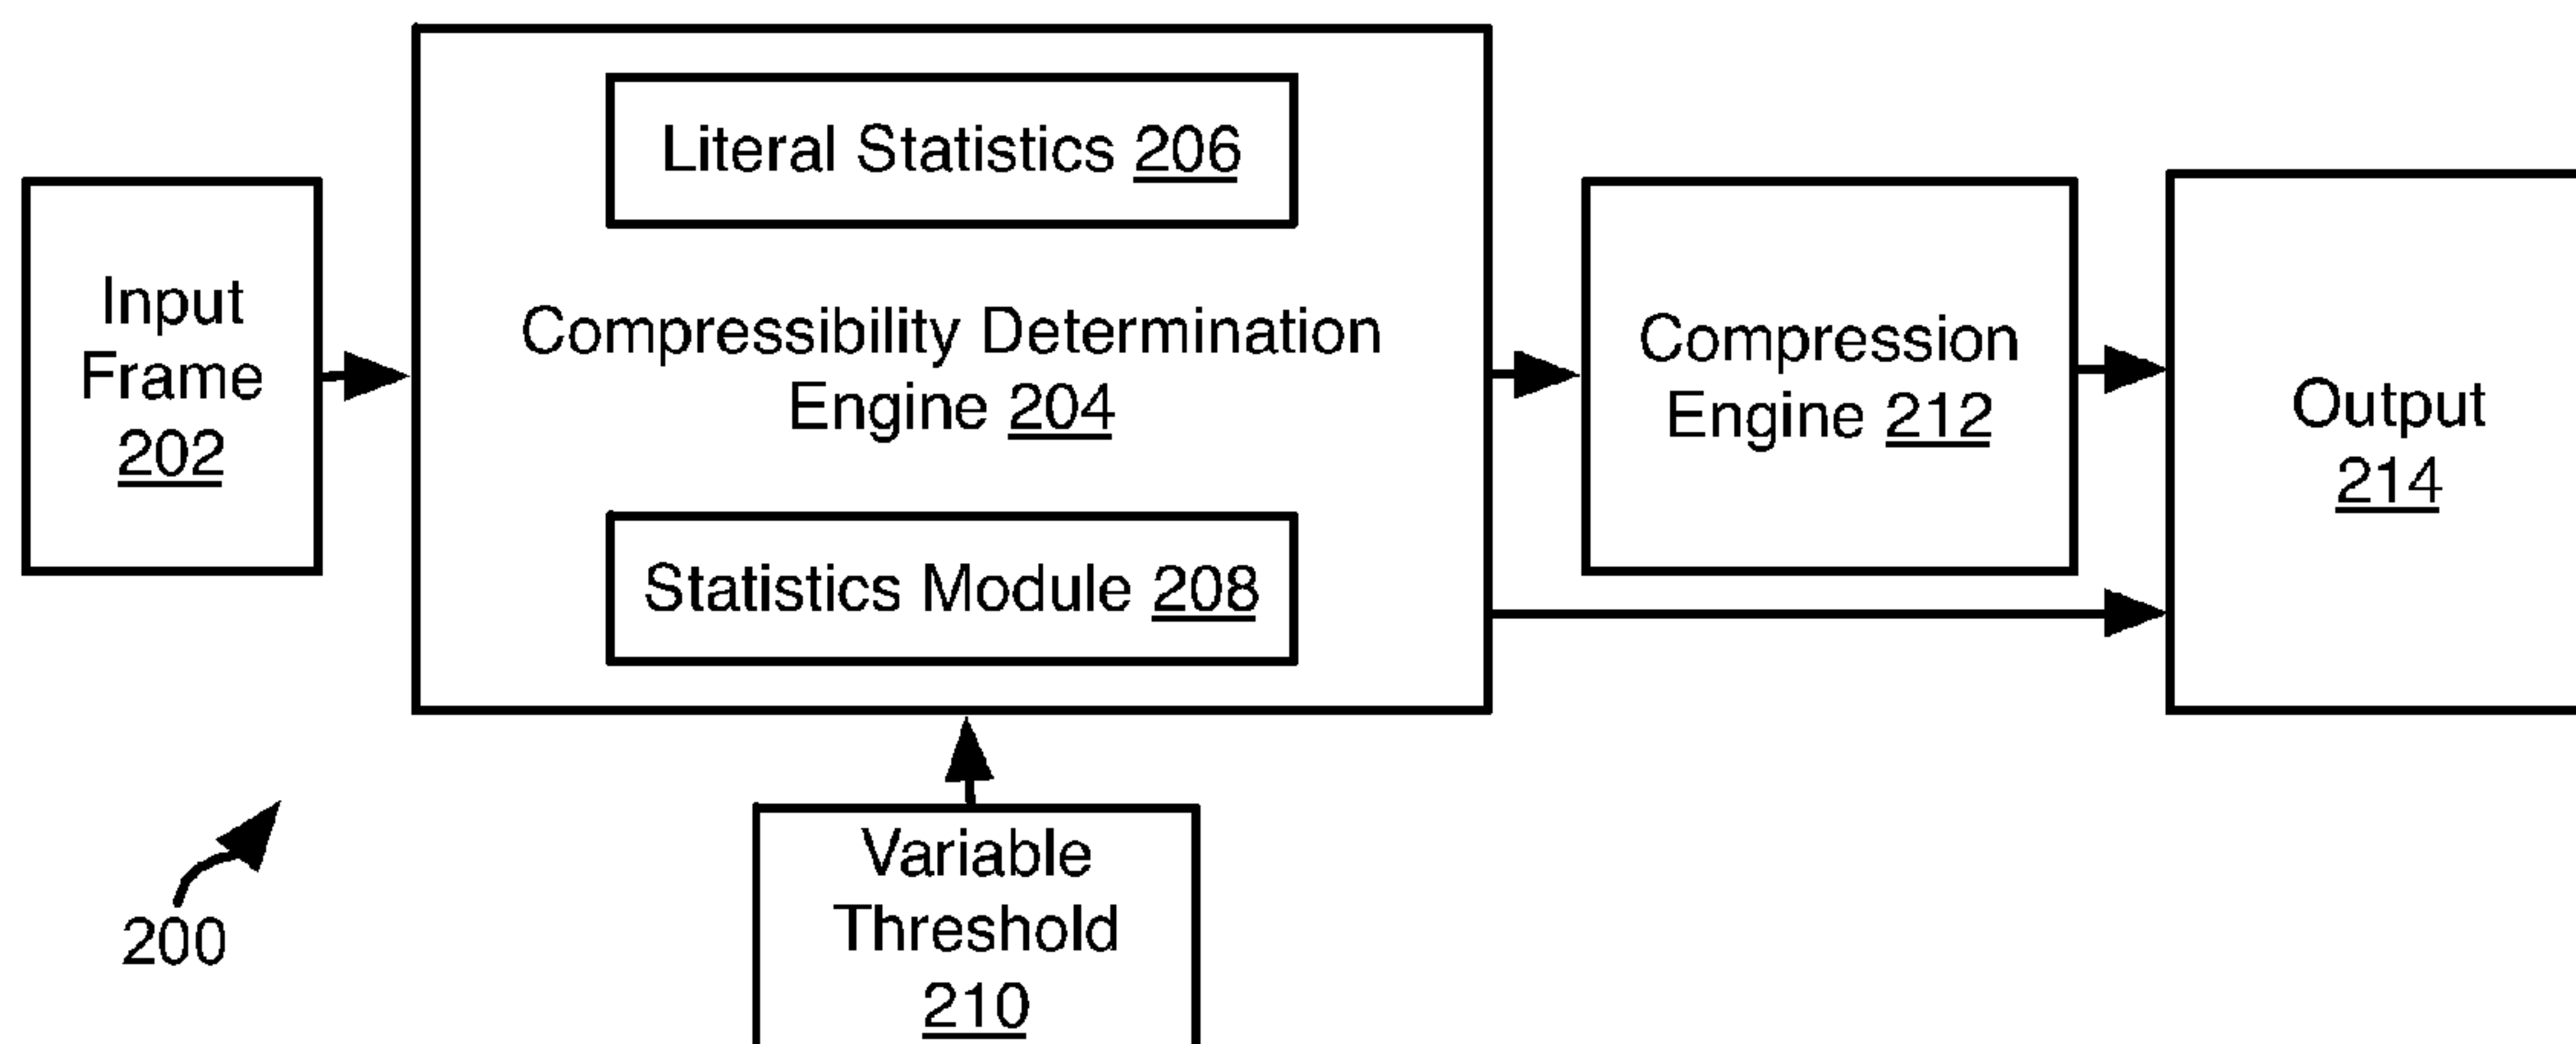 Literal Statistics 206
Input
Frame
202
Compressibility Determination
Engine 204
Compression
Engine 212
Output
214
Statistics Module 208
Variable
Threshold
210
200